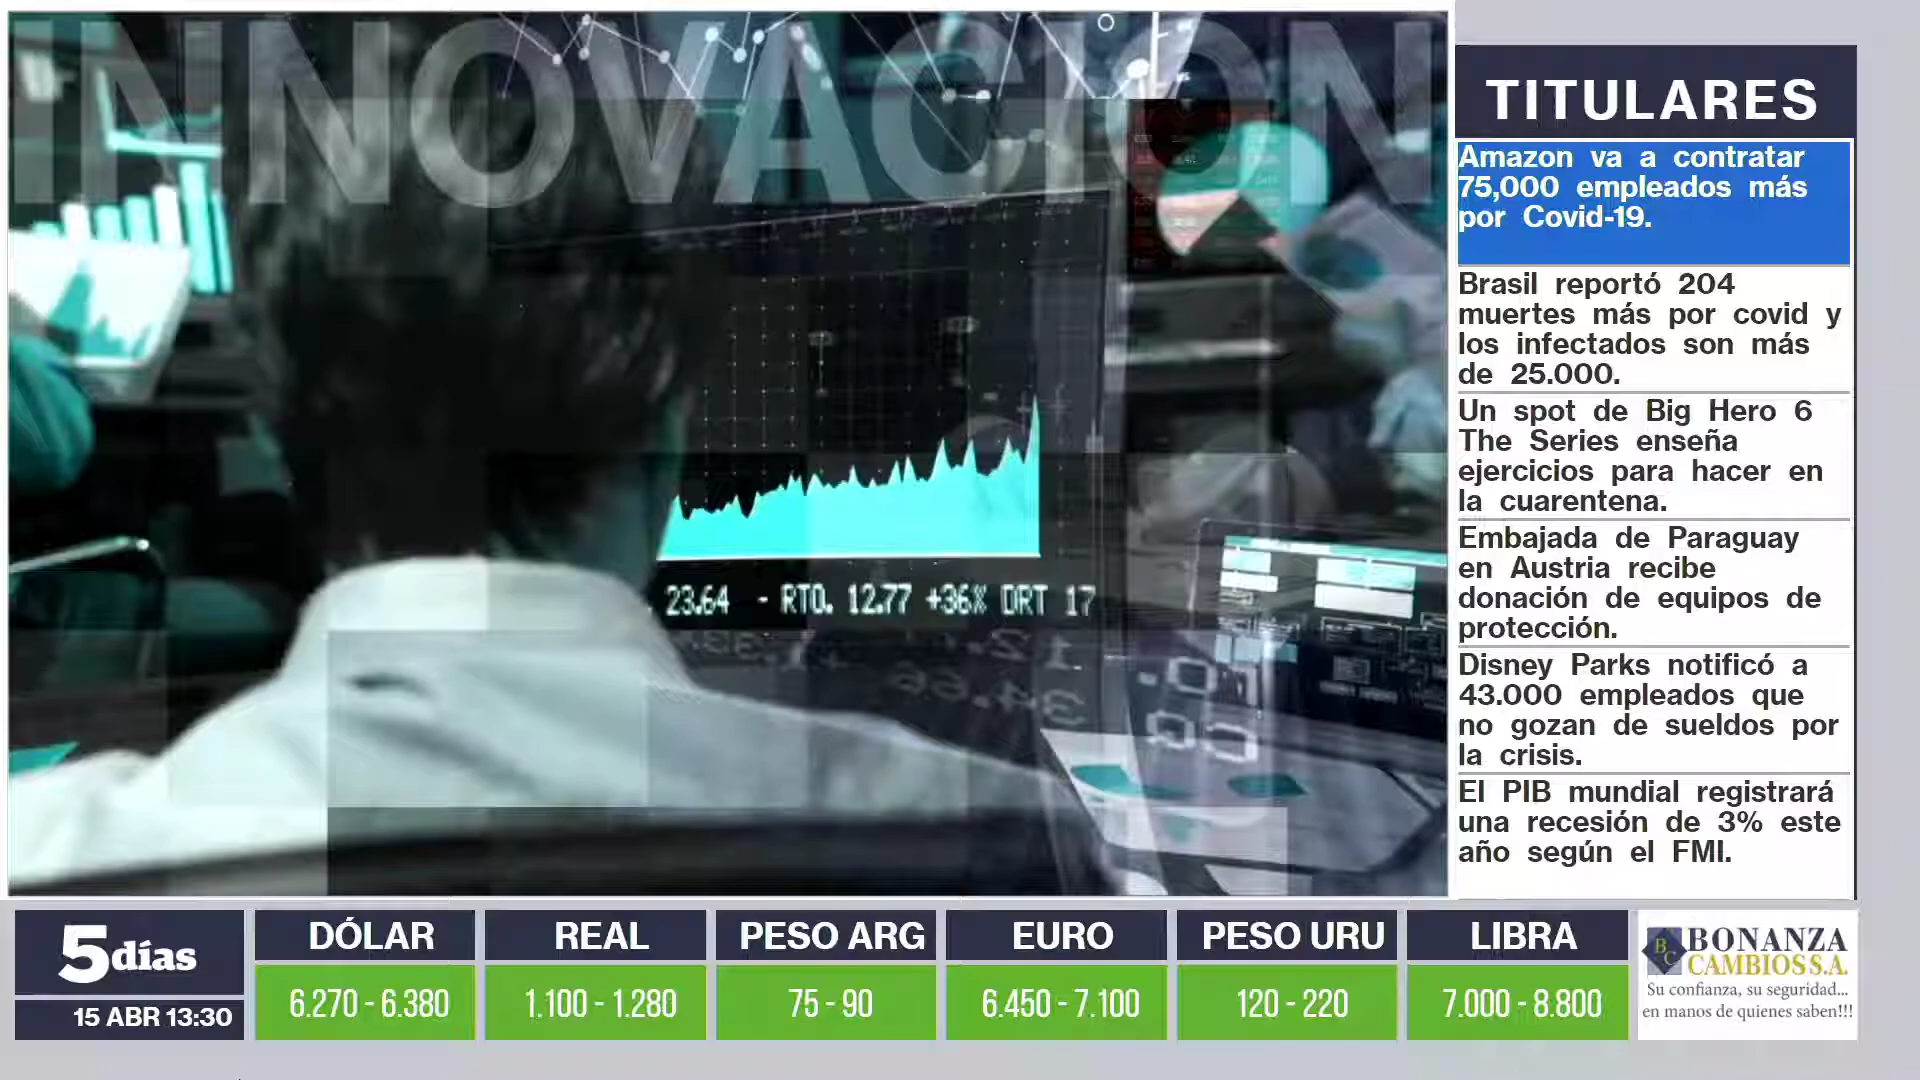 INNOVACION
23.64 - RTO. 12.77 +36% DRT 17
34.66
TITULARES
Amazon va a contratar
75,000 empleados más
por Covid-19.
Brasil reportó 204
muertes más por covid y
los infectados son más
de 25.000.
Un spot de Big Hero 6
The Series enseña
ejercicios para hacer en
la cuarentena.
Embajada de Paraguay
en Austria recibe
donación de equipos de
protección.
Disney Parks notificó a
43.000 empleados que
no gozan de sueldos por
la crisis.
El PIB mundial registrará
una recesión de 3% este
año según el FMI.
5días
15 ABR 13:30
DÓLAR
6.270 - 6.380
REAL
1.100 - 1.280
PESO ARG
75 - 90
EURO
6.450 - 7.100
PESO URU
120 - 220
LIBRA
7.000 - 8.800
BC
BONANZA
CAMBIOS S.A.
Su confianza, su seguridad...
en manos de quienes saben!!!